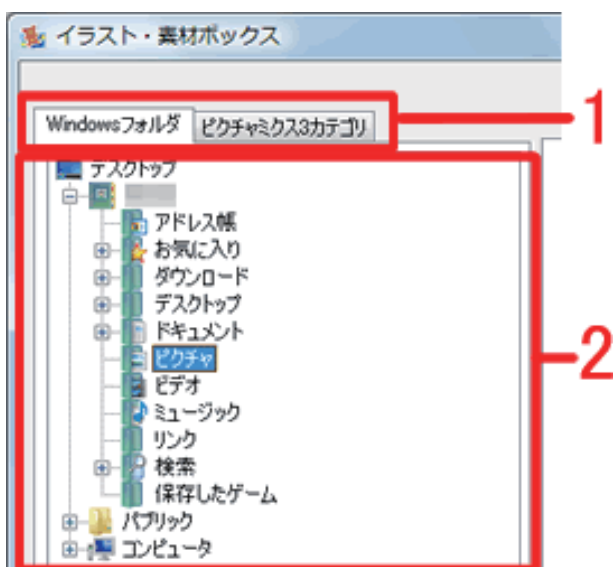 イラスト・素材ボックス
Windowsフォルダ ピクチャミクス3カテゴリ
1
デスクトップ
アドレス帳
お気に入り
ダウンロード
デスクトップ
ドキュメント
ピクチャ
2
ビデオ
ミュージック
リンク
検索
保存したゲーム
パブリック
コンピュータ